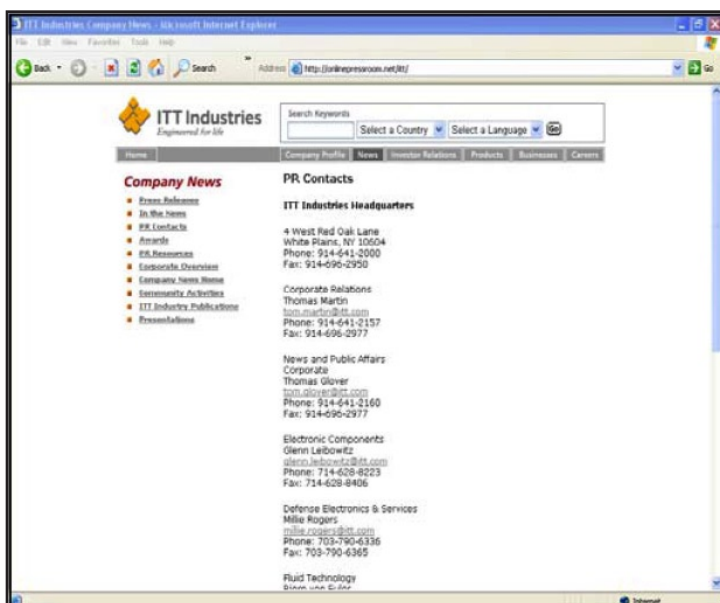 ITT Industries Company News - Microsoft Internet Explorer
File Edit View Favorites Tools Help
Back Search Address http://onlinepressroom.net/itt/ Go
ITT Industries
Engineered for life
Search Keywords
Select a Country Select a Language Go
Home Company Profile News Investor Relations Products Businesses Careers
Company News
Press Releases
In the News
PR Contacts
Awards
PR Resources
Corporate Overview
Company News Home
Community Activities
ITT Industry Publications
Presentations
PR Contacts
ITT Industries Headquarters
4 West Red Oak Lane
White Plains, NY 10604
Phone: 914-641-2000
Fax: 914-696-2950
Corporate Relations
Thomas Martin
tom.martin@itt.com
Phone: 914-641-2157
Fax: 914-696-2977
News and Public Affairs
Corporate
Thomas Glover
tom.glover@itt.com
Phone: 914-641-2160
Fax: 914-696-2977
Electronic Components
Glenn Leibowitz
glenn.leibowitz@itt.com
Phone: 714-628-8223
Fax: 714-628-8406
Defense Electronics & Services
Millie Rogers
millie.rogers@itt.com
Phone: 703-790-6336
Fax: 703-790-6365
Fluid Technology
Internet